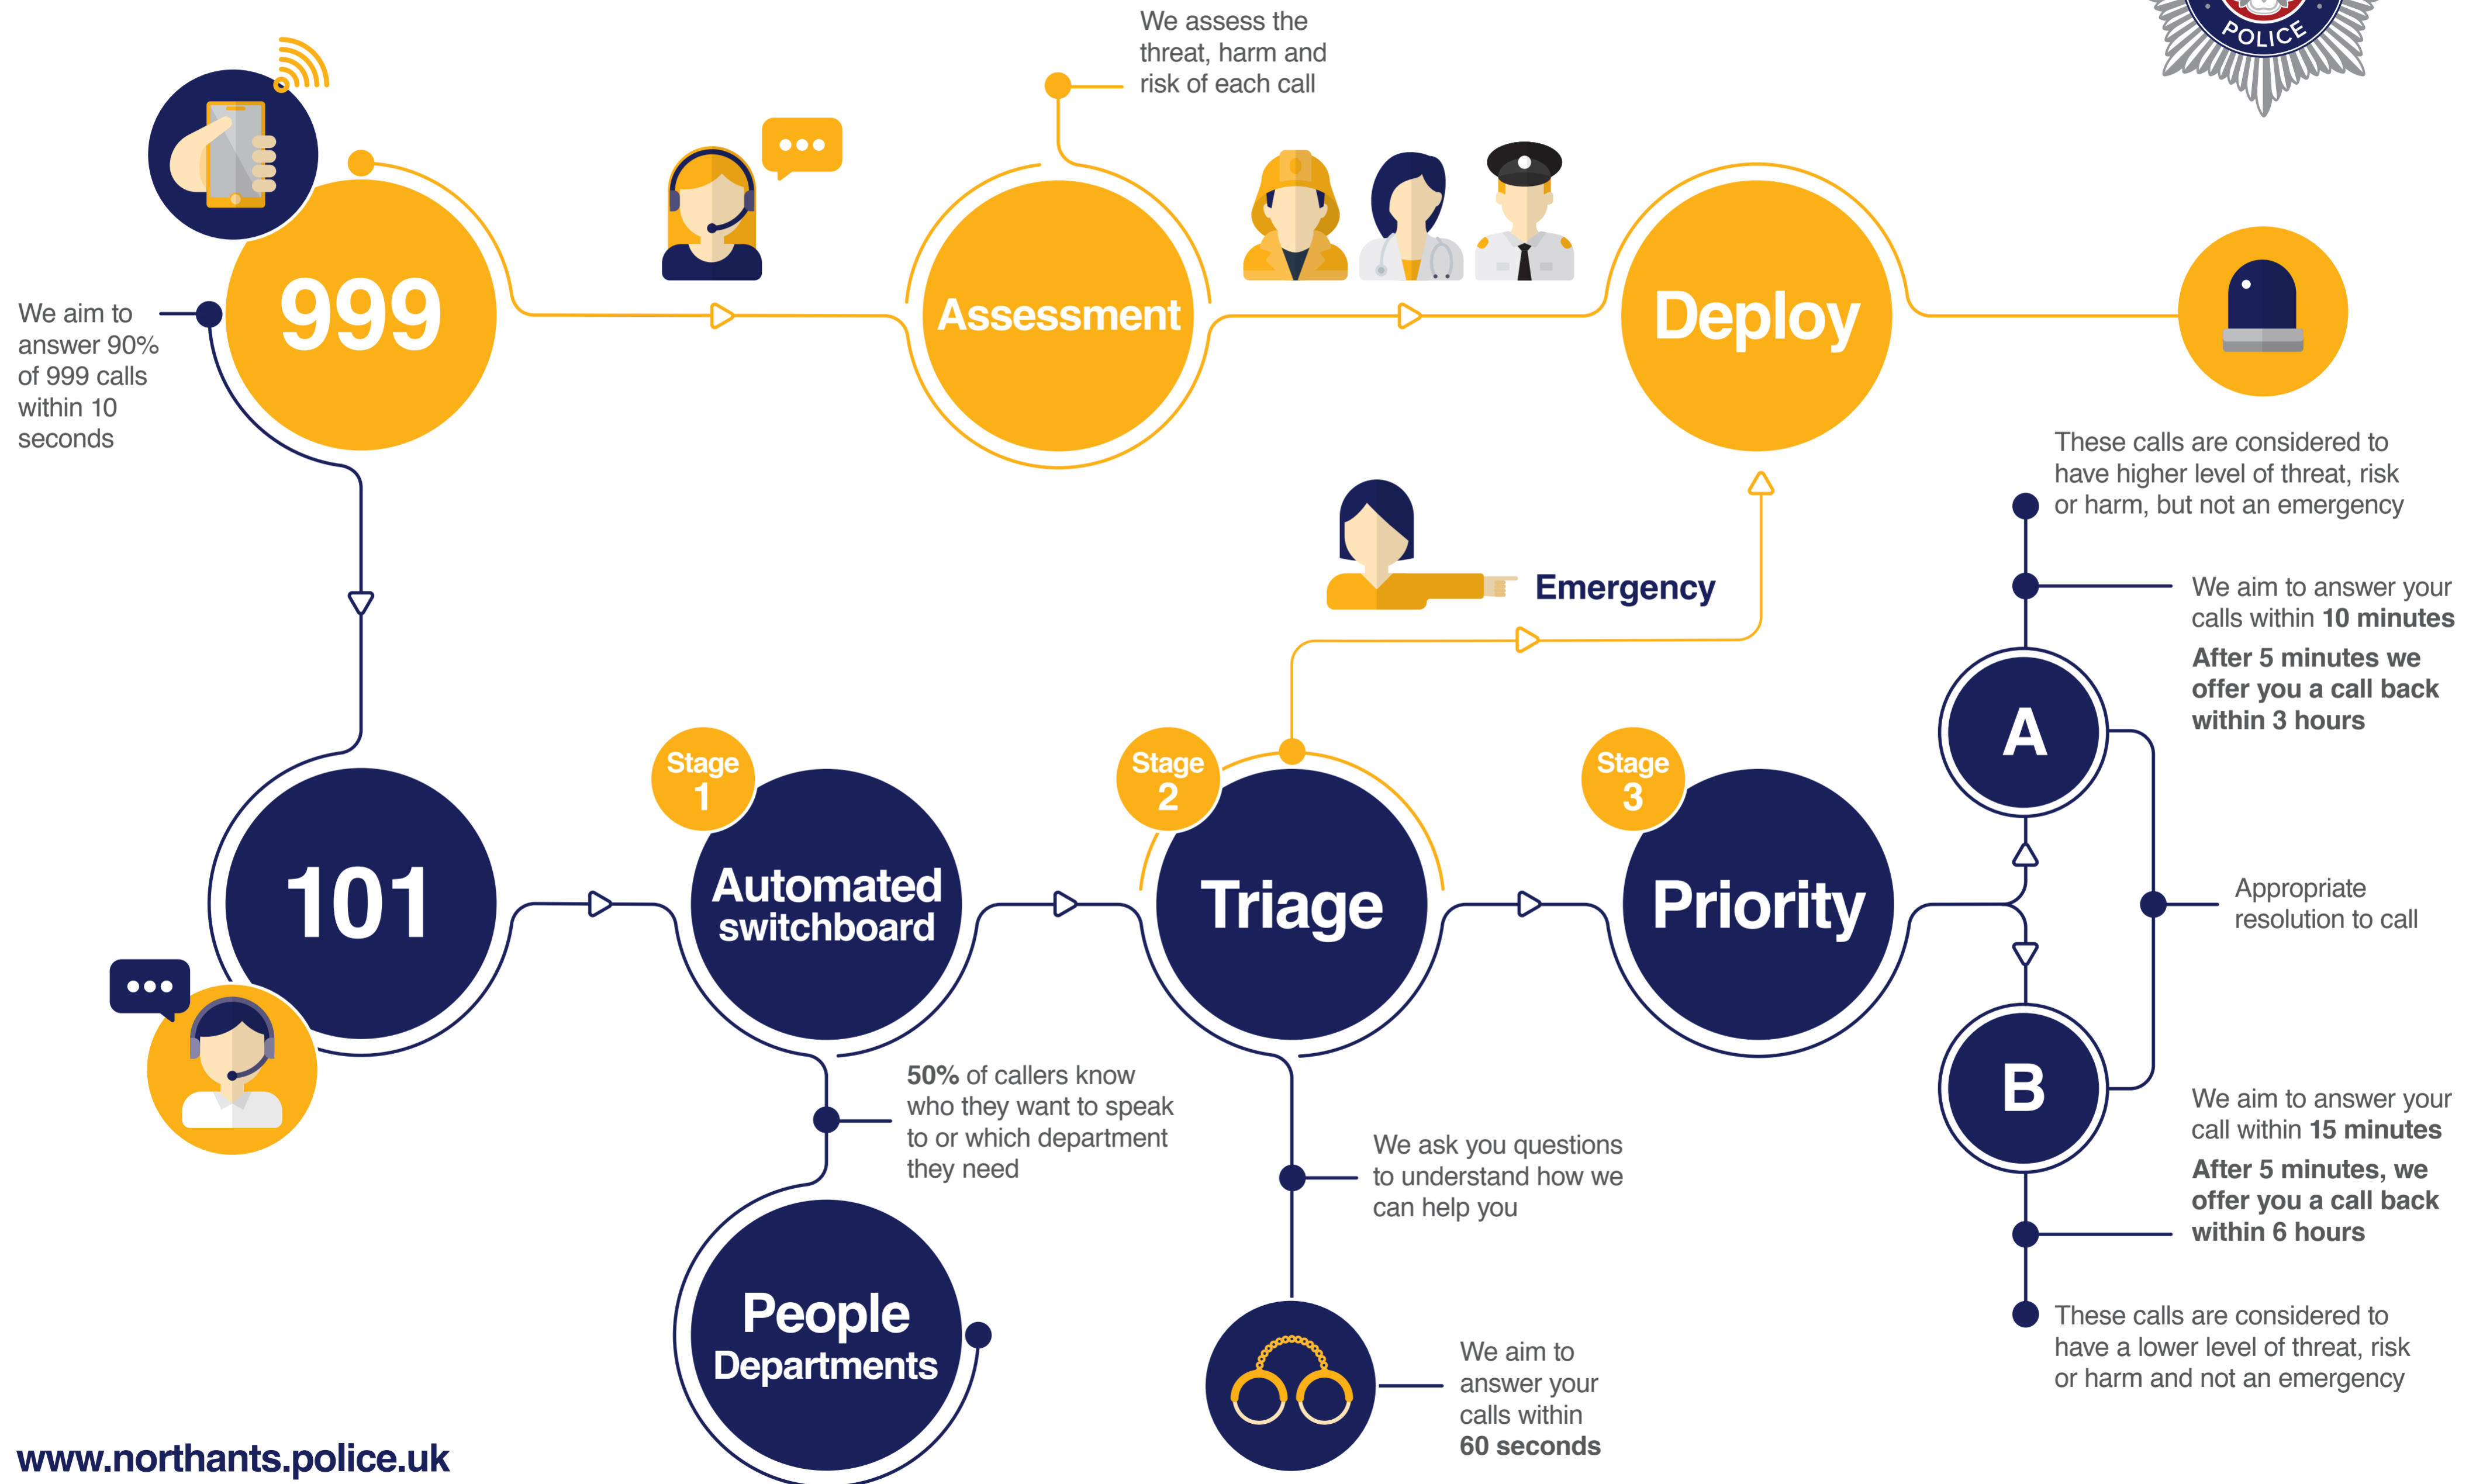 We assess the
threat, harm and
risk of each call
POLICE
999
We aim to
answer 90%
of 999 calls
within 10
seconds
Assessment
Deploy
Emergency
These calls are considered to
have higher level of threat, risk
or harm, but not an emergency
We aim to answer your
calls within 10 minutes
After 5 minutes we
offer you a call back
within 3 hours
A
101
Stage
1
Automated
switchboard
Stage
2
Triage
Stage
3
Priority
Appropriate
resolution to call
B
We aim to answer your
call within 15 minutes
After 5 minutes, we
offer you a call back
within 6 hours
These calls are considered to
have a lower level of threat, risk
or harm and not an emergency
50% of callers know
who they want to speak
to or which department
they need
People
Departments
We ask you questions
to understand how we
can help you
We aim to
answer your
calls within
60 seconds
www.northants.police.uk